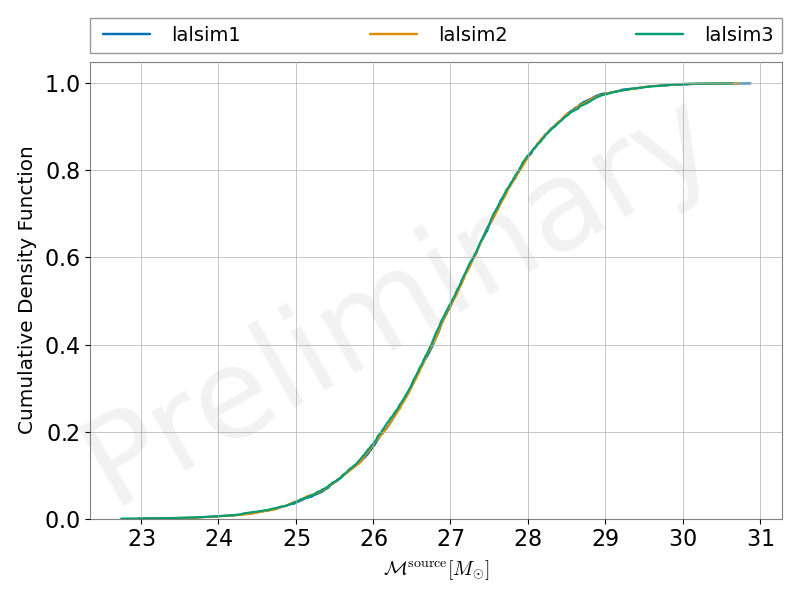 lalsim1 lalsim2 lalsim3
1.0
0.8
0.6
0.4
0.2
0.0
Cumulative Density Function
Preliminary
23 24 25 26 27 28 29 30 31
ℳ^source [M_⊙]